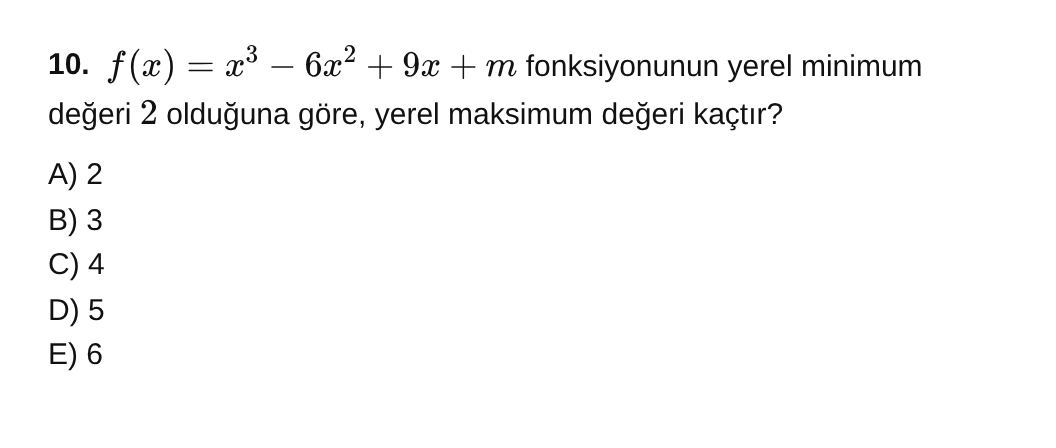 10. f(x) = x³ − 6x² + 9x + m fonksiyonunun yerel minimum
değeri 2 olduğuna göre, yerel maksimum değeri kaçtır?
A) 2
B) 3
C) 4
D) 5
E) 6